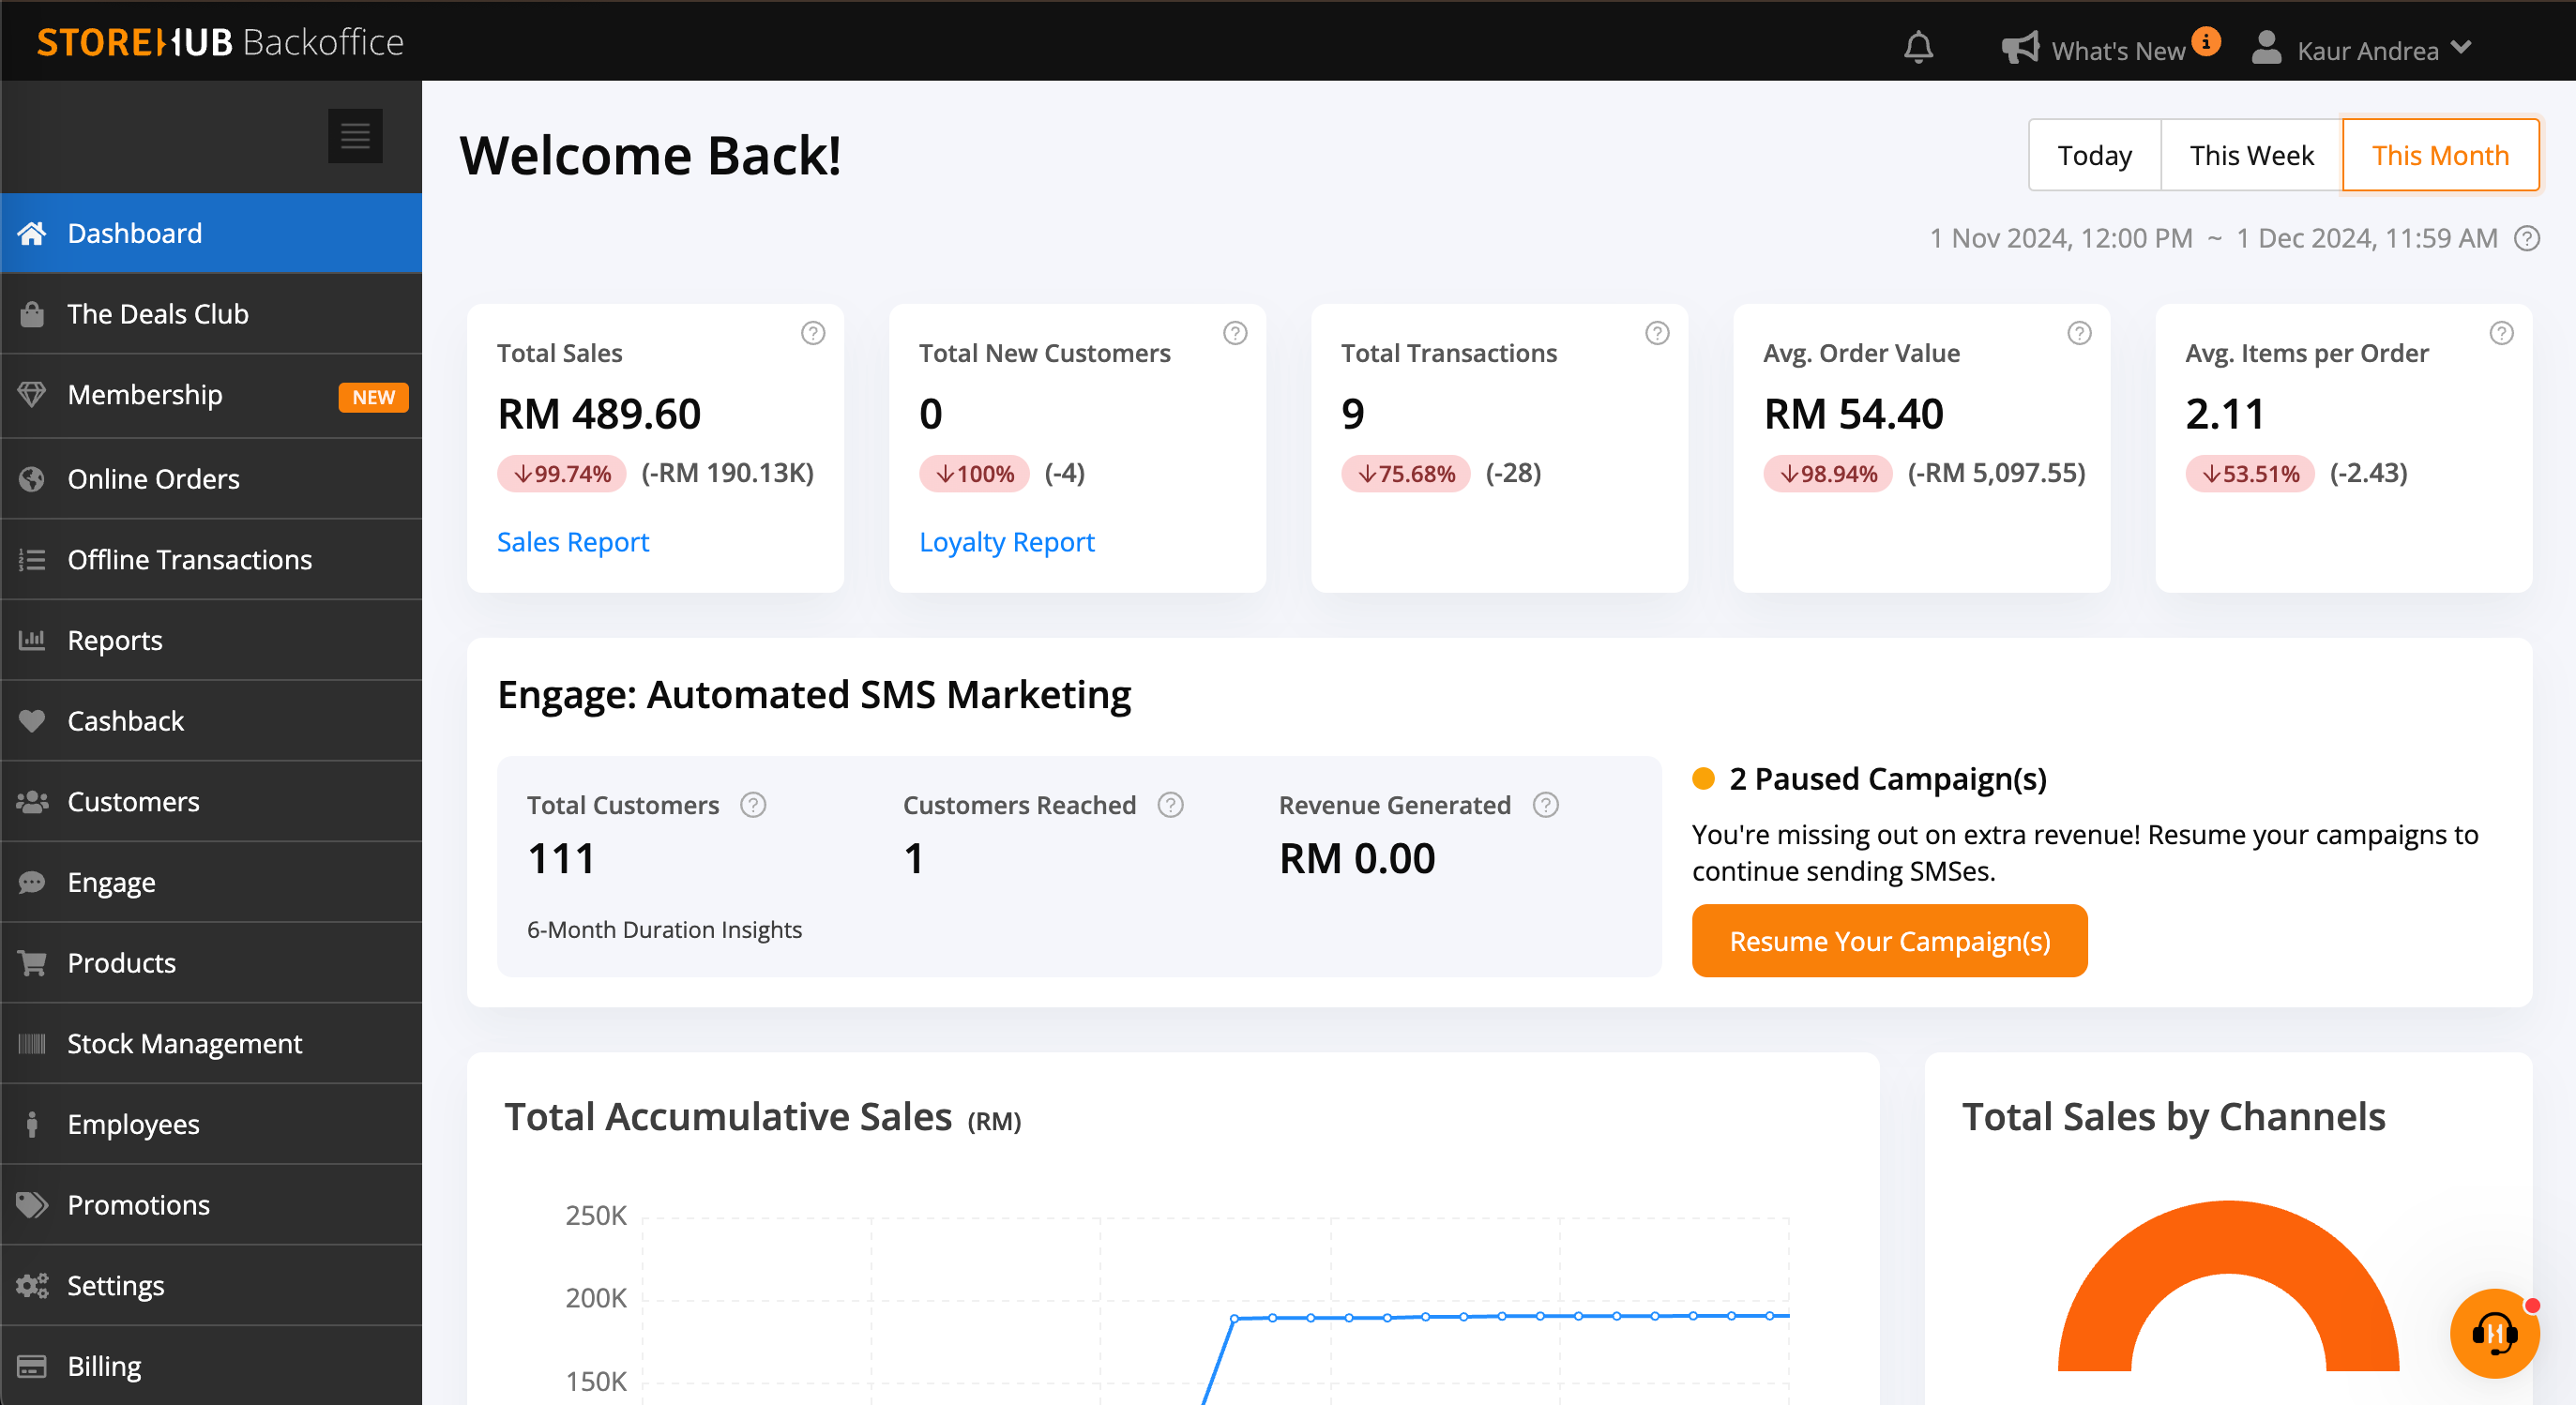 STOREHUB Backoffice
What's New
Kaur Andrea
Welcome Back!
Today
This Week
This Month
1 Nov 2024, 12:00 PM ~ 1 Dec 2024, 11:59 AM
Dashboard
The Deals Club
Membership NEW
Online Orders
Offline Transactions
Reports
Cashback
Customers
Engage
Products
Stock Management
Employees
Promotions
Settings
Billing
Total Sales
RM 489.60
↓99.74% (-RM 190.13K)
Sales Report
Total New Customers
0
↓100% (-4)
Loyalty Report
Total Transactions
9
↓75.68% (-28)
Avg. Order Value
RM 54.40
↓98.94% (-RM 5,097.55)
Avg. Items per Order
2.11
↓53.51% (-2.43)
Engage: Automated SMS Marketing
Total Customers
111
Customers Reached
1
Revenue Generated
RM 0.00
6-Month Duration Insights
2 Paused Campaign(s)
You're missing out on extra revenue! Resume your campaigns to
continue sending SMSes.
Resume Your Campaign(s)
Total Accumulative Sales (RM)
250K
200K
150K
Total Sales by Channels